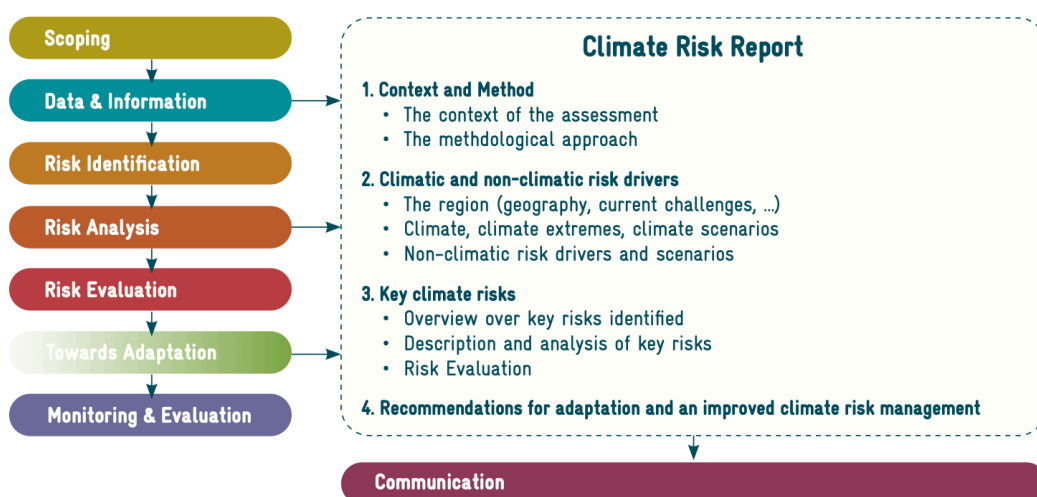 Scoping
Data & Information
Risk Identification
Risk Analysis
Risk Evaluation
Towards Adaptation
Monitoring & Evaluation
Climate Risk Report
1. Context and Method
• The context of the assessment
• The methdological approach
2. Climatic and non-climatic risk drivers
• The region (geography, current challenges, ...)
• Climate, climate extremes, climate scenarios
• Non-climatic risk drivers and scenarios
3. Key climate risks
• Overview over key risks identified
• Description and analysis of key risks
• Risk Evaluation
4. Recommendations for adaptation and an improved climate risk management
Communication